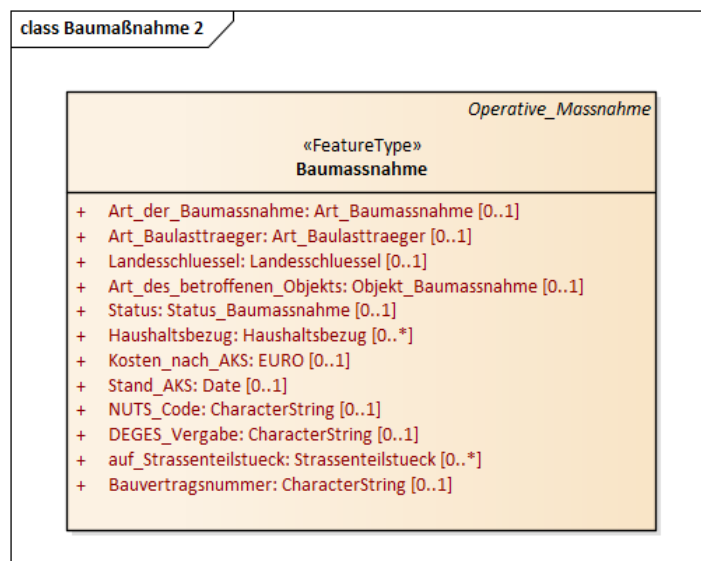 class Baumaßnahme 2
Operative_Massnahme
«FeatureType»
Baumassnahme
+ Art_der_Baumassnahme: Art_Baumassnahme [0..1]
+ Art_Baulasttraeger: Art_Baulasttraeger [0..1]
+ Landesschluessel: Landesschluessel [0..1]
+ Art_des_betroffenen_Objekts: Objekt_Baumassnahme [0..1]
+ Status: Status_Baumassnahme [0..1]
+ Haushaltsbezug: Haushaltsbezug [0..*]
+ Kosten_nach_AKS: EURO [0..1]
+ Stand_AKS: Date [0..1]
+ NUTS_Code: CharacterString [0..1]
+ DEGES_Vergabe: CharacterString [0..1]
+ auf_Strassenteilstueck: Strassenteilstueck [0..*]
+ Bauvertragsnummer: CharacterString [0..1]